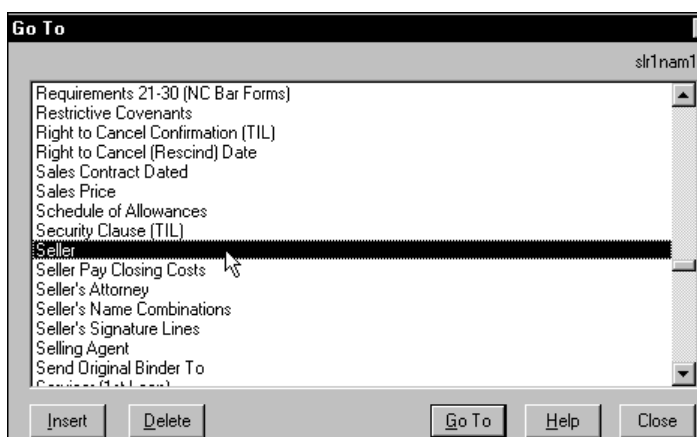 Go To
slr1nam1
Requirements 21-30 (NC Bar Forms)
Restrictive Covenants
Right to Cancel Confirmation (TIL)
Right to Cancel (Rescind) Date
Sales Contract Dated
Sales Price
Schedule of Allowances
Security Clause (TIL)
Seller
Seller Pay Closing Costs
Seller's Attorney
Seller's Name Combinations
Seller's Signature Lines
Selling Agent
Send Original Binder To
Insert Delete Go To Help Close